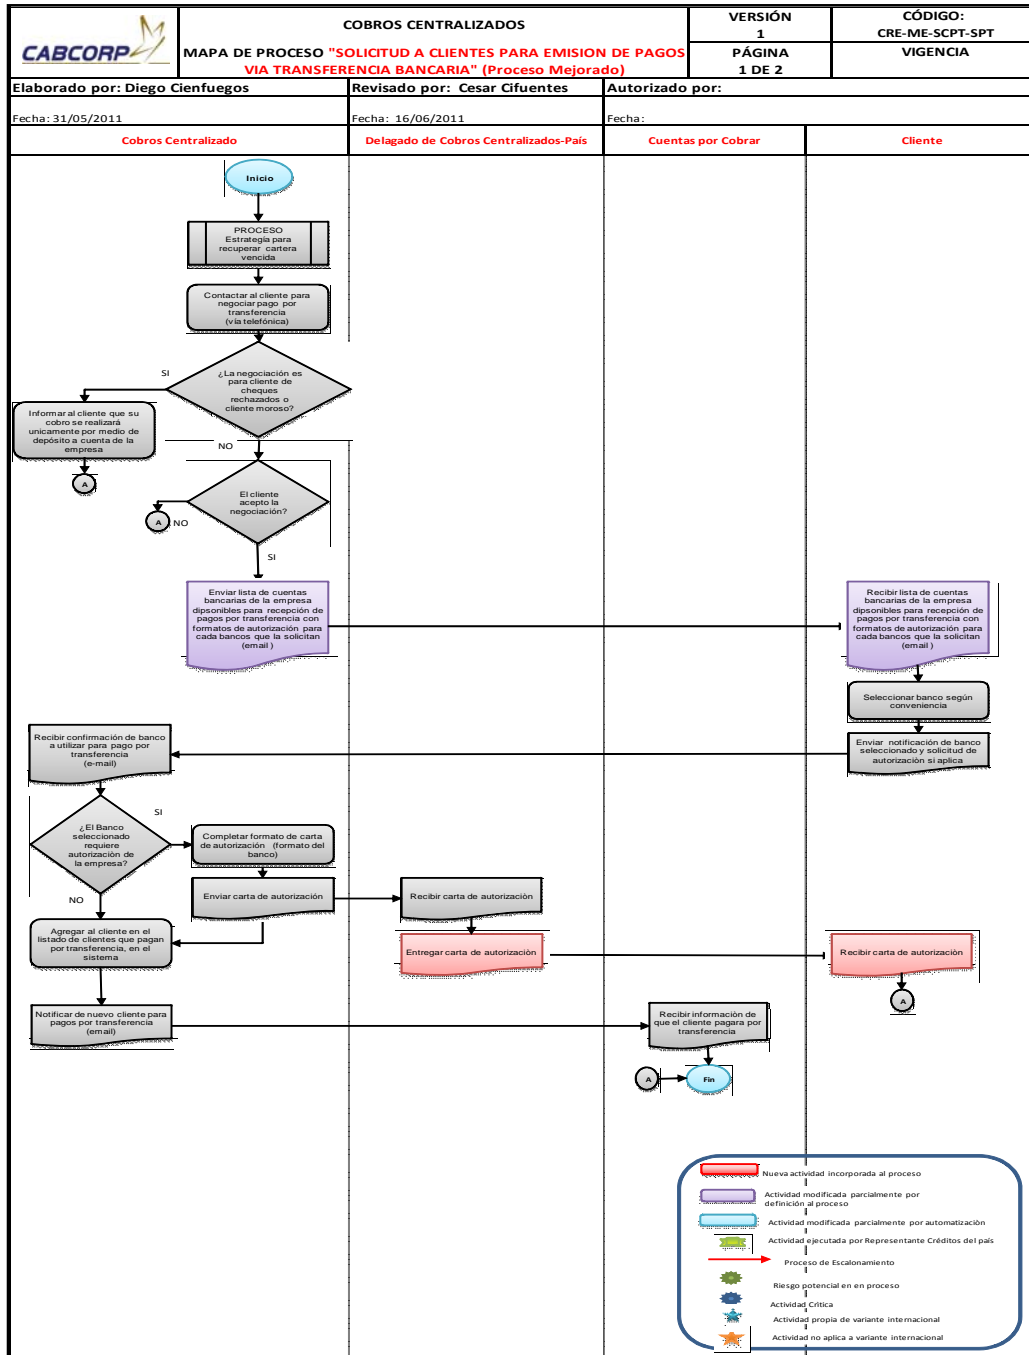 CABCORP
COBROS CENTRALIZADOS
MAPA DE PROCESO "SOLICITUD A CLIENTES PARA EMISION DE PAGOS
VIA TRANSFERENCIA BANCARIA" (Proceso Mejorado)
VERSIÓN
1
PÁGINA
1 DE 2
CÓDIGO:
CRE-ME-SCPT-SPT
VIGENCIA
Elaborado por: Diego Cienfuegos
Revisado por: Cesar Cifuentes
Autorizado por:
Fecha: 31/05/2011
Fecha: 16/06/2011
Fecha:
Cobros Centralizado
Delagado de Cobros Centralizados-País
Cuentas por Cobrar
Cliente
Inicio
PROCESO
Estrategía para
recuperar cartera
vencida
Contactar al cliente para
negociar pago por
transferencia
(vía telefónica)
¿La negociación es
para cliente de
cheques
rechazados o
cliente moroso?
SI
Informar al cliente que su
cobro se realizará
unicamente por medio de
depósito a cuenta de la
empresa
A
NO
El cliente
acepto la
negociación?
A
NO
SI
Enviar lista de cuentas
bancarias de la empresa
dipsonibles para recepción de
pagos por transferencia con
formatos de autorización para
cada bancos que la solicitan
(email )
Recibir lista de cuentas
bancarias de la empresa
dipsonibles para recepción de
pagos por transferencia con
formatos de autorización para
cada bancos que la solicitan
(email )
Seleccionar banco según
conveniencia
Enviar notificación de banco
seleccionado y solicitud de
autorizaciòn si aplica
Recibir confirmación de banco
a utilizar para pago por
transferencia
(e-mail)
¿El Banco
seleccionado
requiere
autorización de
la empresa?
SI
Completar formato de carta
de autorización (formato del
banco)
NO
Enviar carta de autorización
Recibir carta de autorizaciòn
Agregar al cliente en el
listado de clientes que pagan
por transferencia, en el
sistema
Entregar carta de autorizaciòn
Recibir carta de autorización
A
Notificar de nuevo cliente para
pagos por transferencia
(email)
Recibir informaciòn de
que el cliente pagara por
transferencia
A
Fin
Nueva actividad incorporada al proceso
Actividad modificada parcialmente por
definición al proceso
Actividad modificada parcialmente por automatizaciòn
Actividad ejecutada por Representante Créditos del país
Proceso de Escalonamiento
Riesgo potencial en en proceso
Actividad Critica
Actividad propia de variante internacional
Actividad no aplica a variante internacional